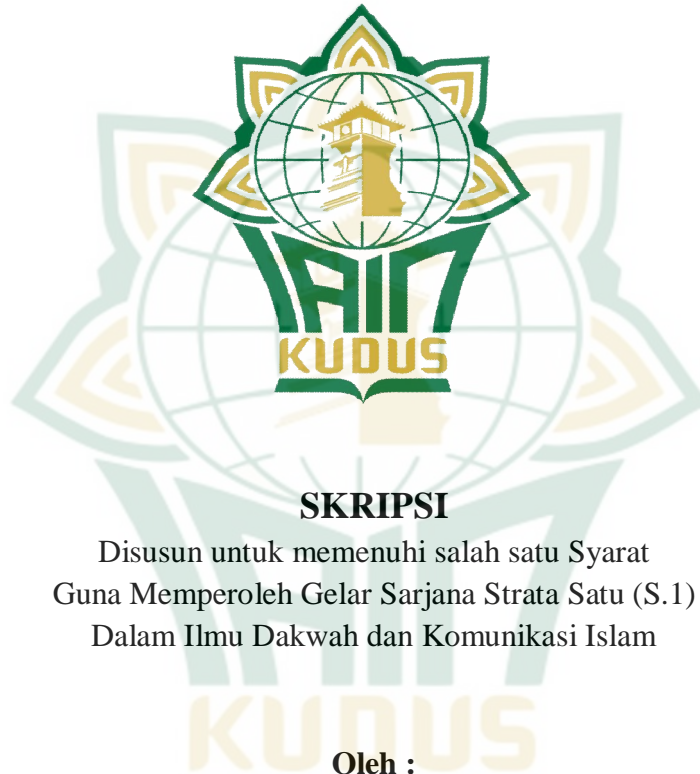 IAIN
KUDUS
SKRIPSI
Disusun untuk memenuhi salah satu Syarat
Guna Memperoleh Gelar Sarjana Strata Satu (S.1)
Dalam Ilmu Dakwah dan Komunikasi Islam
KUDUS
Oleh :